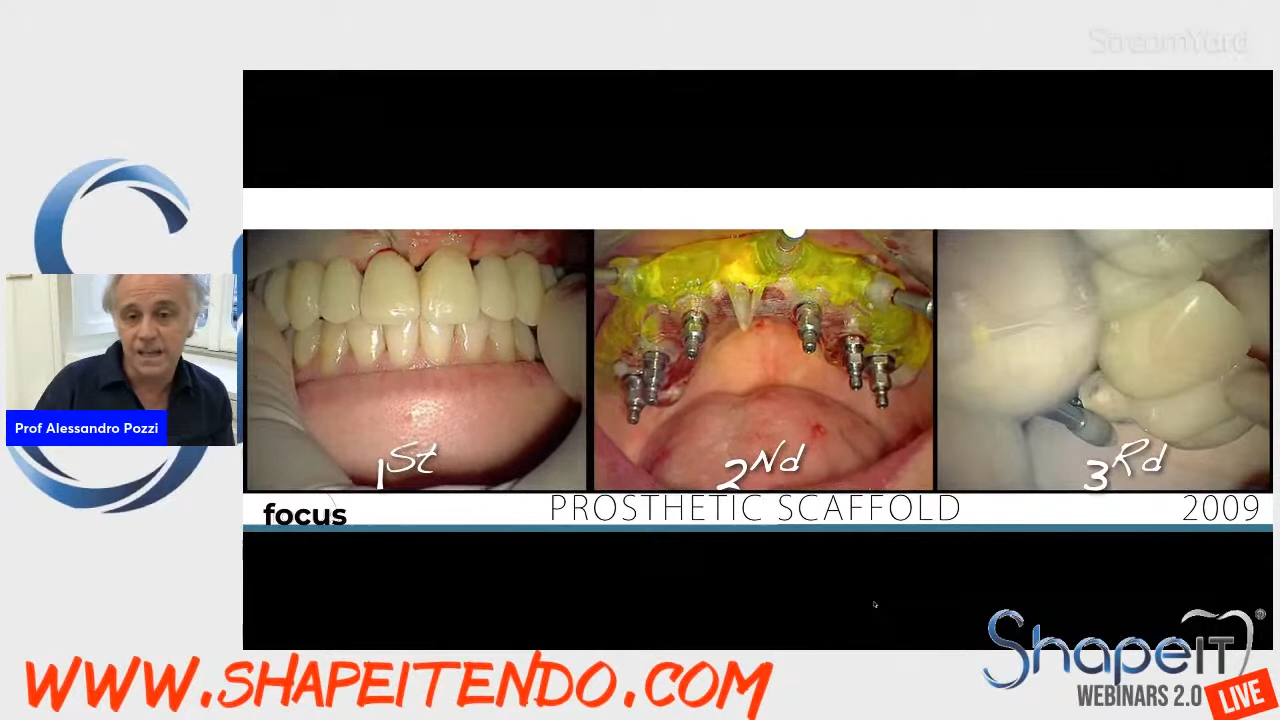 StreamYard
Prof Alessandro Pozzi
1st
2Nd
3Rd
focus
PROSTHETIC SCAFFOLD
2009
ShapeIT®
WEBINARS 2.0
LIVE
WWW.SHAPEITENDO.COM